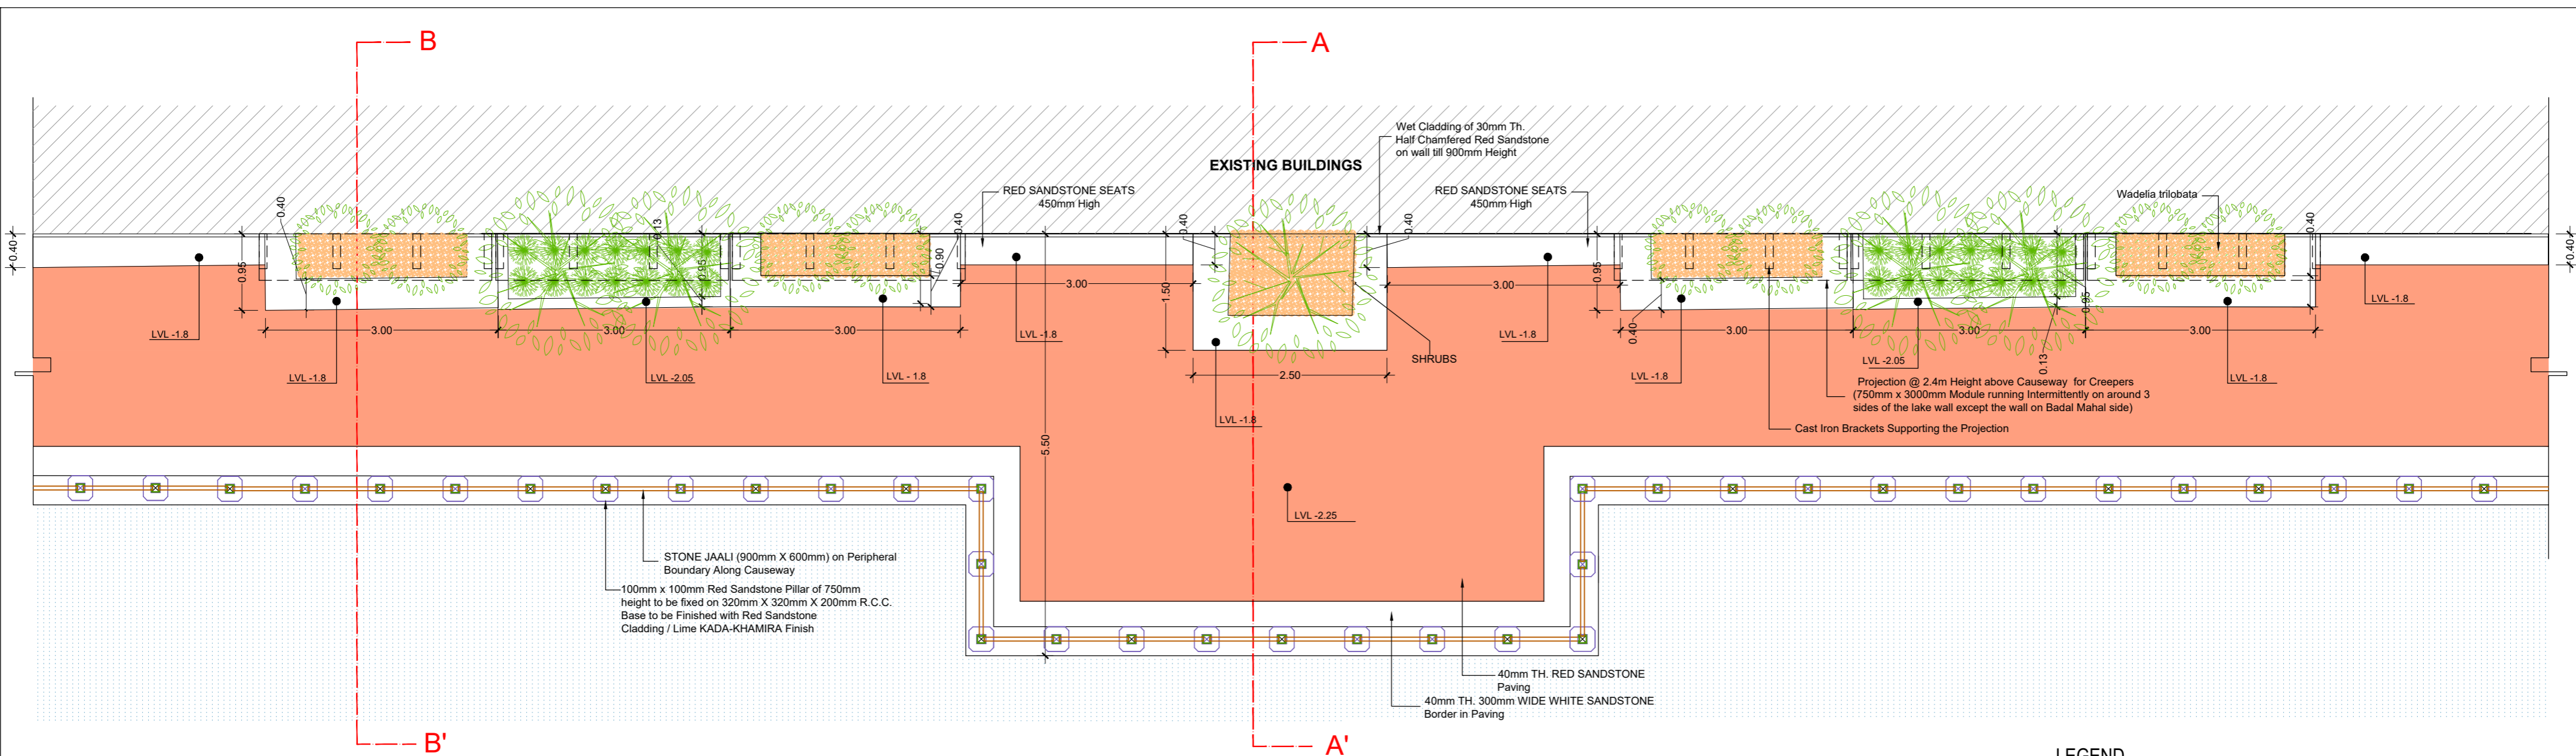 B
A
Wet Cladding of 30mm Th.
Half Chamfered Red Sandstone
on wall till 900mm Height
EXISTING BUILDINGS
RED SANDSTONE SEATS
450mm High
RED SANDSTONE SEATS
450mm High
Wadelia trilobata
0.40
0.40
0.95
0.13
0.95
0.90
0.40
3.00
0.40
0.40
1.50
3.00
0.95
0.40
0.95
0.13
0.40
0.40
3.00
3.00
3.00
2.50
3.00
3.00
3.00
5.50
LVL -1.8
LVL -1.8
LVL -2.05
LVL - 1.8
LVL -1.8
LVL -1.8
SHRUBS
LVL -1.8
LVL -1.8
LVL -2.05
LVL -1.8
LVL -1.8
Projection @ 2.4m Height above Causeway for Creepers
(750mm x 3000mm Module running Intermittently on around 3
sides of the lake wall except the wall on Badal Mahal side)
Cast Iron Brackets Supporting the Projection
LVL -2.25
STONE JAALI (900mm X 600mm) on Peripheral
Boundary Along Causeway
100mm x 100mm Red Sandstone Pillar of 750mm
height to be fixed on 320mm X 320mm X 200mm R.C.C.
Base to be Finished with Red Sandstone
Cladding / Lime KADA-KHAMIRA Finish
40mm TH. RED SANDSTONE
Paving
40mm TH. 300mm WIDE WHITE SANDSTONE
Border in Paving
B'
A'
LEGEND